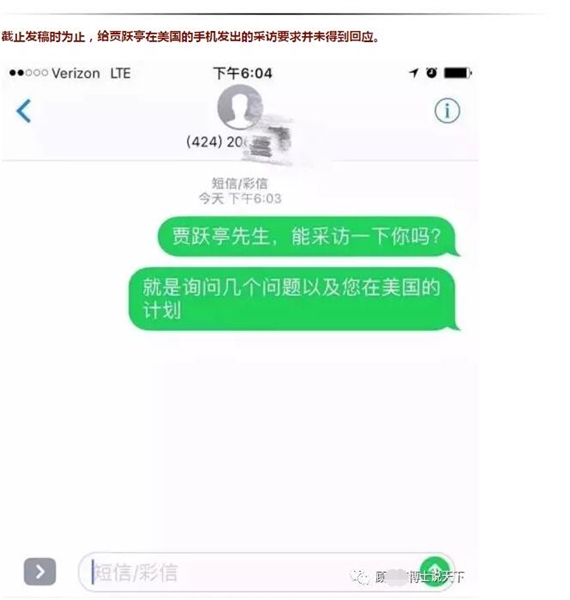 截止发稿时为止，给贾跃亭在美国的手机发出的采访要求并未得到回应。
Verizon LTE 下午6:04
(424) 20
短信/彩信
今天 下午6:03
贾跃亭先生，能采访一下你吗?
就是询问几个问题以及您在美国的
计划
短信/彩信
顾 博士说天下